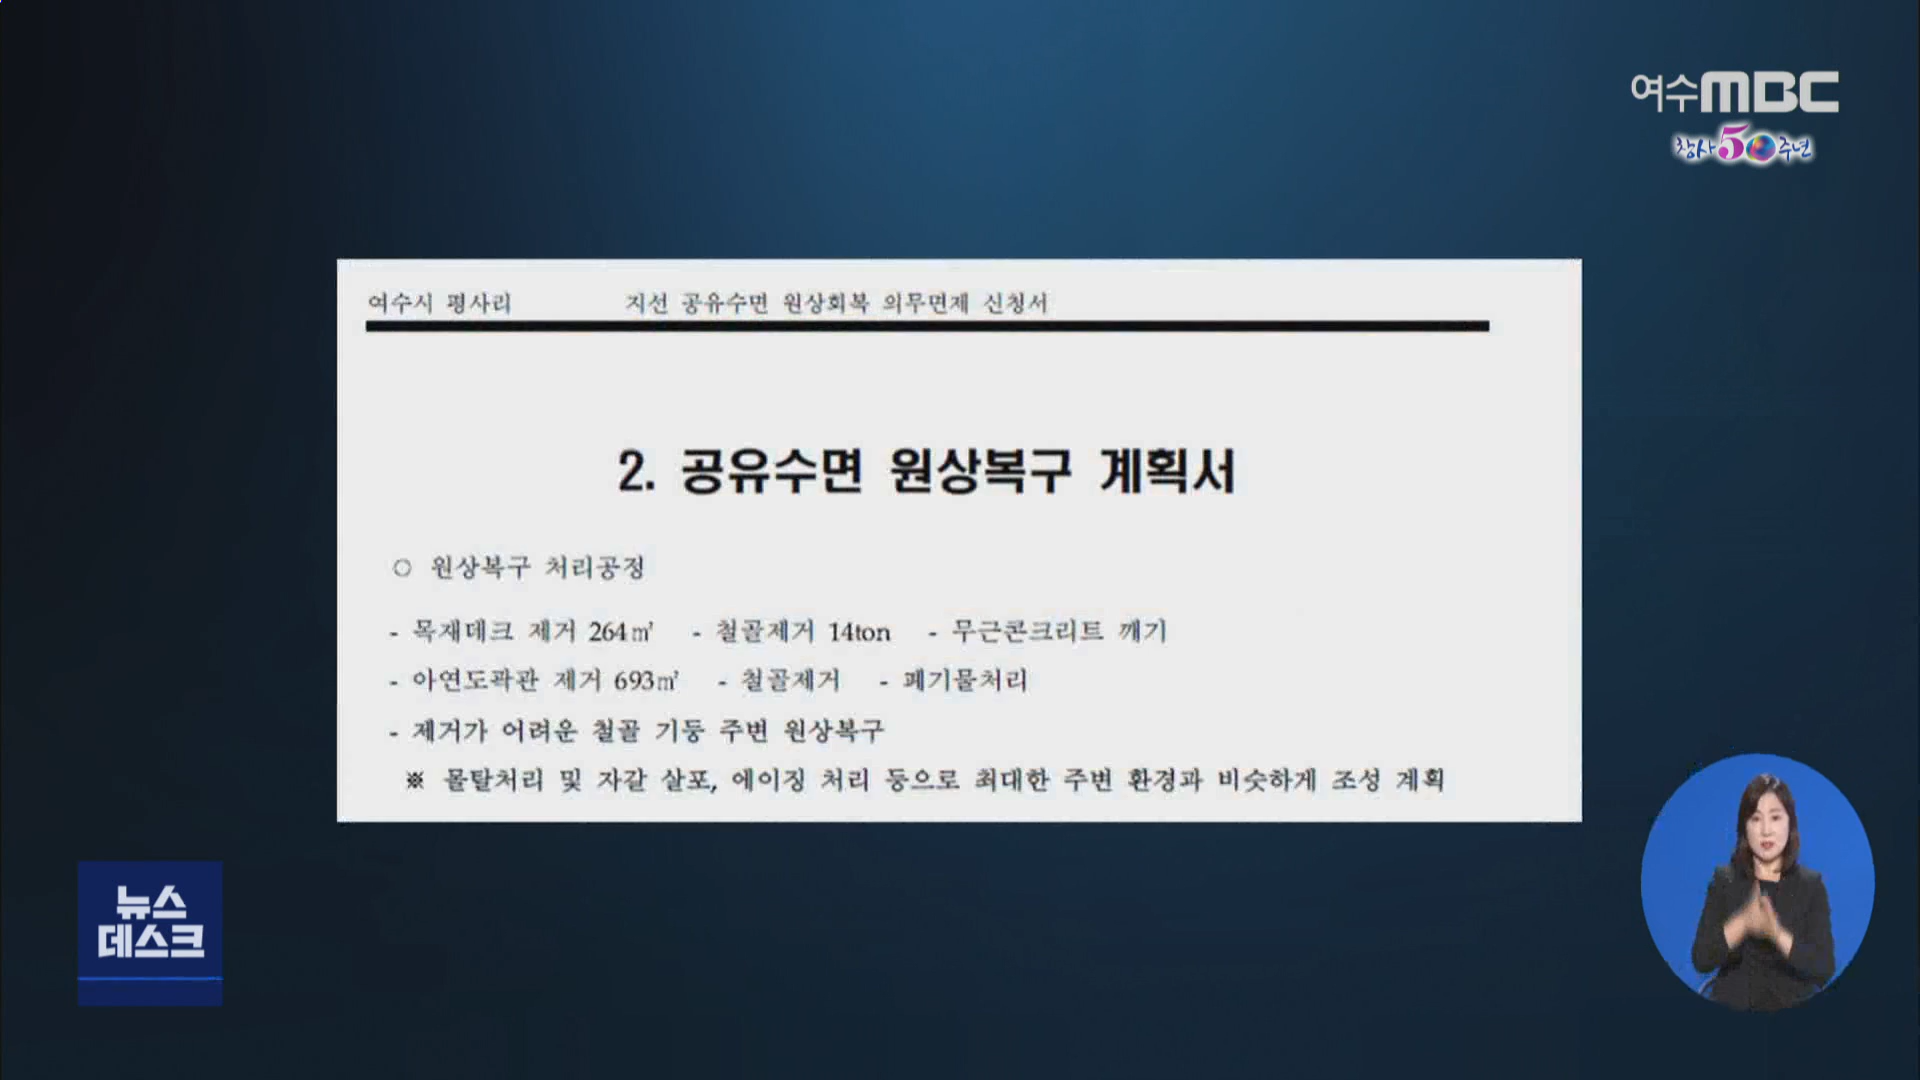 여수MBC
창사50주년
여수시 평사리 지선 공유수면 원상회복 의무면제 신청서
2. 공유수면 원상복구 계획서
○ 원상복구 처리공정
- 목재데크 제거 264㎡ - 철골제거 14ton - 무근콘크리트 깨기
- 아연도곽관 제거 693㎡ - 철골제거 - 폐기물처리
- 제거가 어려운 철골 기둥 주변 원상복구
※ 몰탈처리 및 자갈 살포, 에이징 처리 등으로 최대한 주변 환경과 비슷하게 조성 계획
뉴스
데스크